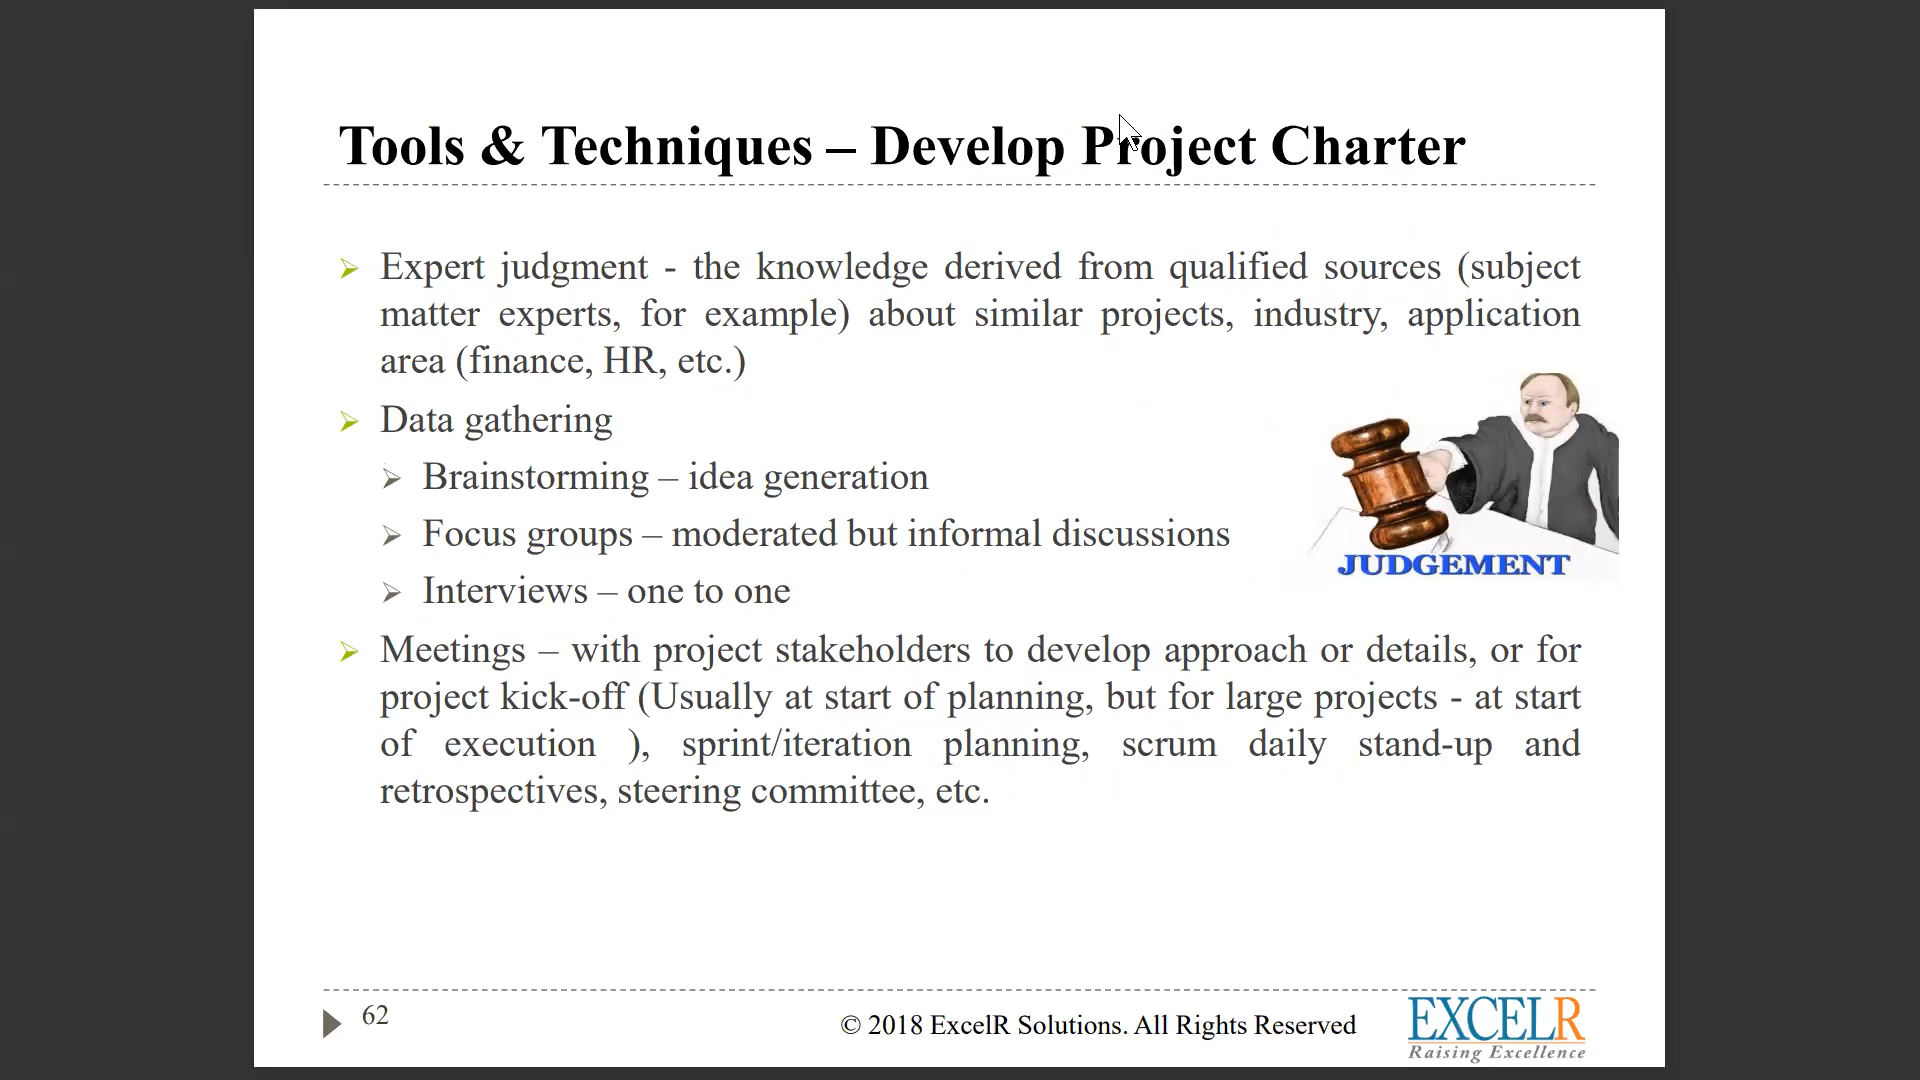 Tools & Techniques – Develop Project Charter
Expert judgment - the knowledge derived from qualified sources (subject
matter experts, for example) about similar projects, industry, application
area (finance, HR, etc.)
Data gathering
Brainstorming – idea generation
Focus groups – moderated but informal discussions
Interviews – one to one
JUDGEMENT
Meetings – with project stakeholders to develop approach or details, or for
project kick-off (Usually at start of planning, but for large projects - at start
of execution ), sprint/iteration planning, scrum daily stand-up and
retrospectives, steering committee, etc.
62
© 2018 ExcelR Solutions. All Rights Reserved
EXCELR
Raising Excellence